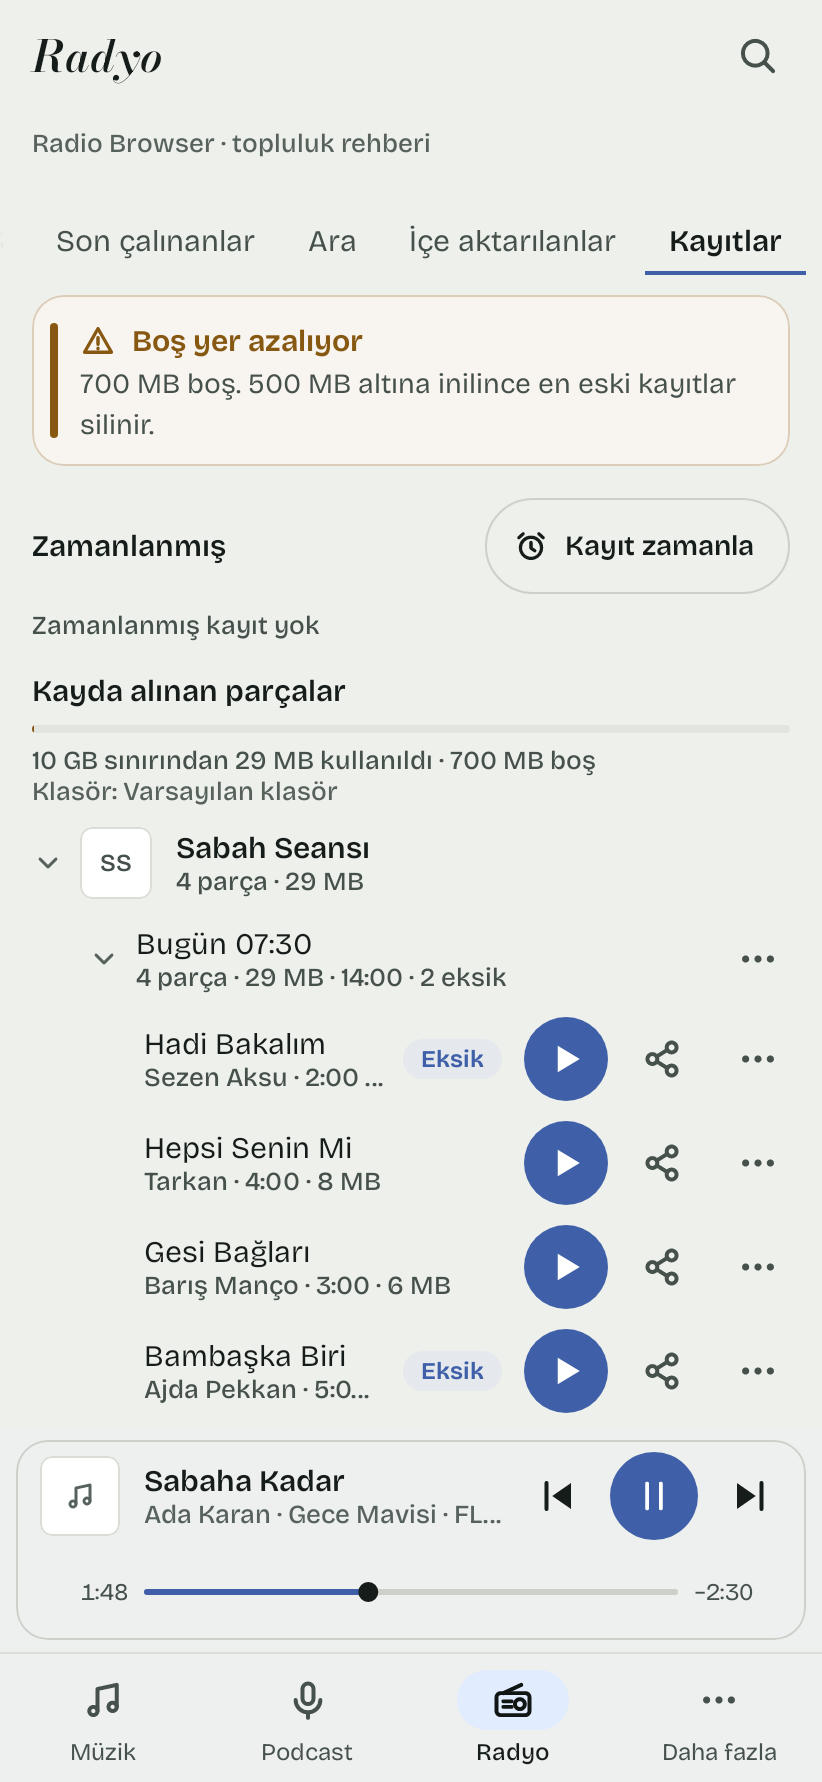 Radyo
Radio Browser · topluluk rehberi
Son çalınanlar
Ara
İçe aktarılanlar
Kayıtlar
Boş yer azalıyor
700 MB boş. 500 MB altına inilince en eski kayıtlar
silinir.
Zamanlanmış
Kayıt zamanla
Zamanlanmış kayıt yok
Kayda alınan parçalar
10 GB sınırından 29 MB kullanıldı · 700 MB boş
Klasör: Varsayılan klasör
SS
Sabah Seansı
4 parça · 29 MB
Bugün 07:30
4 parça · 29 MB · 14:00 · 2 eksik
Hadi Bakalım
Sezen Aksu · 2:00 ...
Eksik
Hepsi Senin Mi
Tarkan · 4:00 · 8 MB
Gesi Bağları
Barış Manço · 3:00 · 6 MB
Bambaşka Biri
Ajda Pekkan · 5:0...
Eksik
Sabaha Kadar
Ada Karan · Gece Mavisi · FL...
1:48
−2:30
Müzik
Podcast
Radyo
Daha fazla